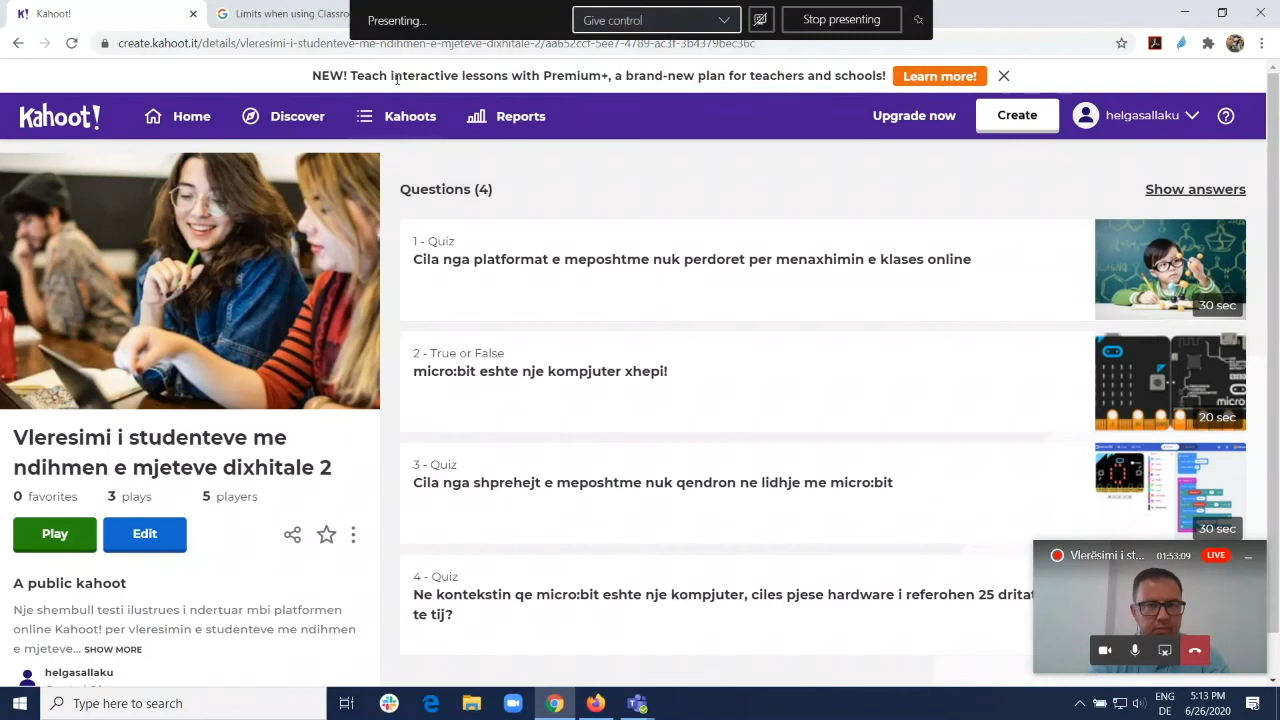 Kahoot!
Limits when using Classro
Presenting...
Give control
Stop presenting
create.kahoot.it/details/vleresimi-i-studenteve-me-ndihmen-e-mjeteve-dixhitale-2/aa652ccf-5ee7-4789-ac3f-3b4379bec36c
NEW! Teach interactive lessons with Premium+, a brand-new plan for teachers and schools!
Learn more!
Kahoot!
Home
Discover
Kahoots
Reports
Upgrade now
Create
helgasallaku
Questions (4)
Show answers
1 - Quiz
Cila nga platformat e meposhtme nuk perdoret per menaxhimin e klases online
30 sec
2 - True or False
micro:bit eshte nje kompjuter xhepi!
micro
20 sec
3 - Quiz
Cila nga shprehejt e meposhtme nuk qendron ne lidhje me micro:bit
30 sec
4 - Quiz
Ne kontekstin qe micro:bit eshte nje kompjuter, ciles pjese hardware i referohen 25 dritat
te tij?
Vleresimi i studenteve me
ndihmen e mjeteve dixhitale 2
0 favorites
3 plays
5 players
Play
Edit
A public kahoot
Nje shembull testi ilustrues i ndertuar mbi platformen
online Kahoot! per vleresimin e studenteve me ndihmen
e mjeteve... SHOW MORE
helgasallaku
Vlerësimi i st...
01:53:09
LIVE
Type here to search
ENG
DE
5:13 PM
6/26/2020